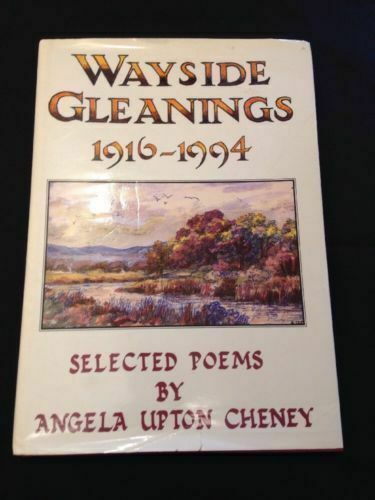 WAYSIDE
GLEANINGS
1916-1994
SELECTED POEMS
BY
ANGELA UPTON CHENEY